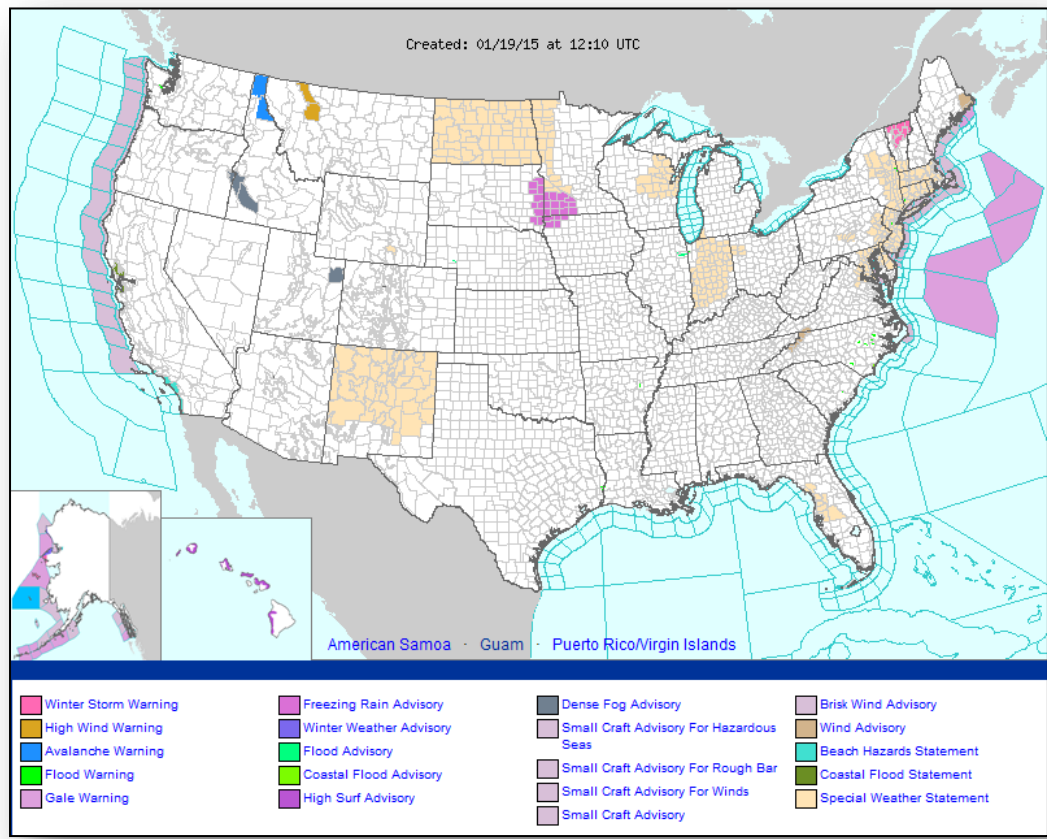 Created: 01/19/15 at 12:10 UTC
American Samoa · Guam · Puerto Rico/Virgin Islands
Winter Storm Warning
High Wind Warning
Avalanche Warning
Flood Warning
Gale Warning
Freezing Rain Advisory
Winter Weather Advisory
Flood Advisory
Coastal Flood Advisory
High Surf Advisory
Dense Fog Advisory
Small Craft Advisory For Hazardous
Seas
Small Craft Advisory For Rough Bar
Small Craft Advisory For Winds
Small Craft Advisory
Brisk Wind Advisory
Wind Advisory
Beach Hazards Statement
Coastal Flood Statement
Special Weather Statement